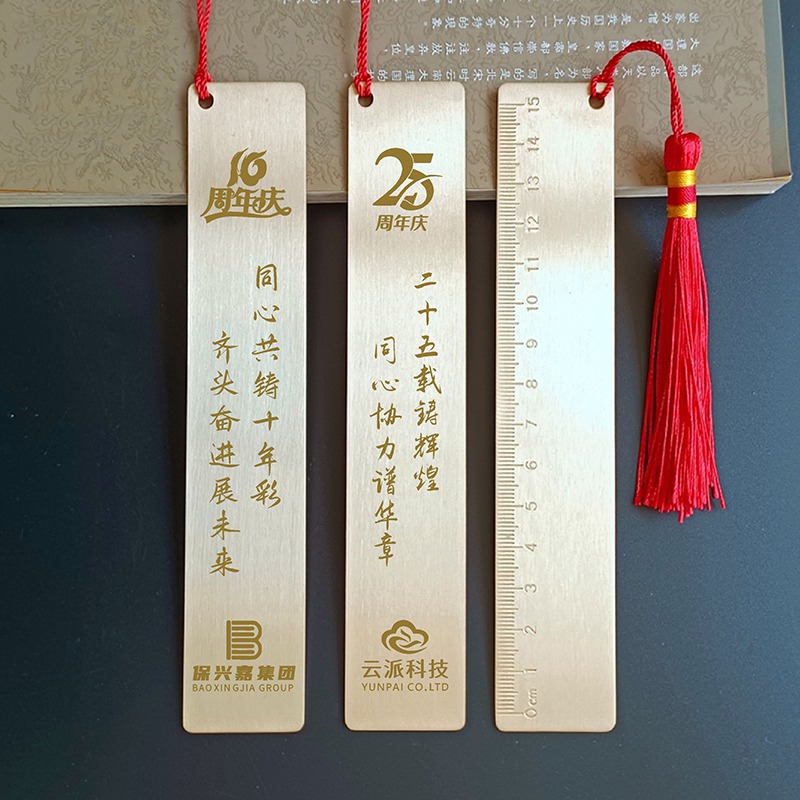 10
周年庆
同心共铸十年彩
齐头奋进展未来
保兴嘉集团
BAOXINGJIA GROUP
25
周年庆
二十五载铸辉煌
同心协力谱华章
云派科技
YUNPAI CO.LTD
15
14
13
12
11
10
9
8
7
6
5
4
3
2
1
0cm